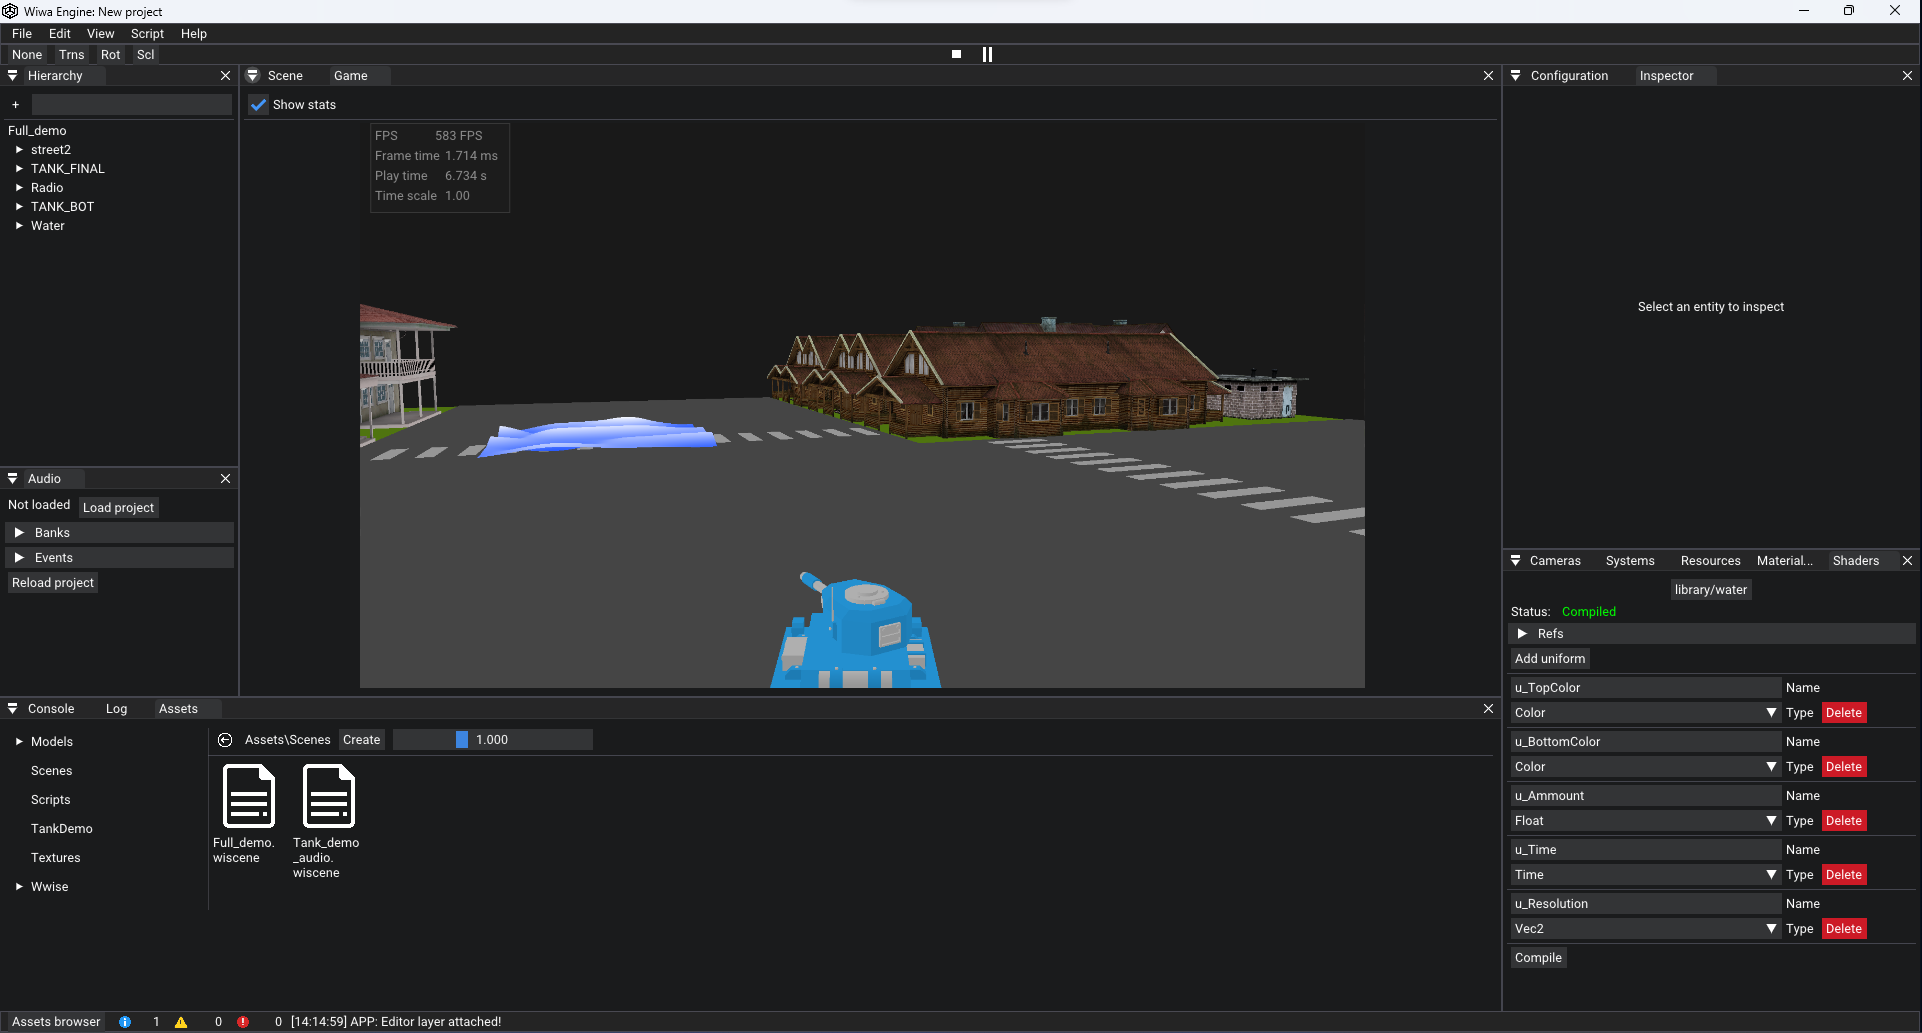 Wiwa Engine: New project
File Edit View Script Help
None Trns Rot Scl
Hierarchy
+
Full_demo
street2
TANK_FINAL
Radio
TANK_BOT
Water
Scene Game
Show stats
FPS 583 FPS
Frame time 1.714 ms
Play time 6.734 s
Time scale 1.00
Configuration Inspector
Select an entity to inspect
Audio
Not loaded Load project
Banks
Events
Reload project
Cameras Systems Resources Material... Shaders
library/water
Status: Compiled
Refs
Add uniform
u_TopColor Name
Color Type Delete
u_BottomColor Name
Color Type Delete
u_Ammount Name
Float Type Delete
u_Time Name
Time Type Delete
u_Resolution Name
Vec2 Type Delete
Compile
Console Log Assets
Models
Scenes
Scripts
TankDemo
Textures
Wwise
Assets\Scenes Create 1.000
Full_demo.
wiscene
Tank_demo
_audio.
wiscene
Assets browser 1 0 0 [14:14:59] APP: Editor layer attached!